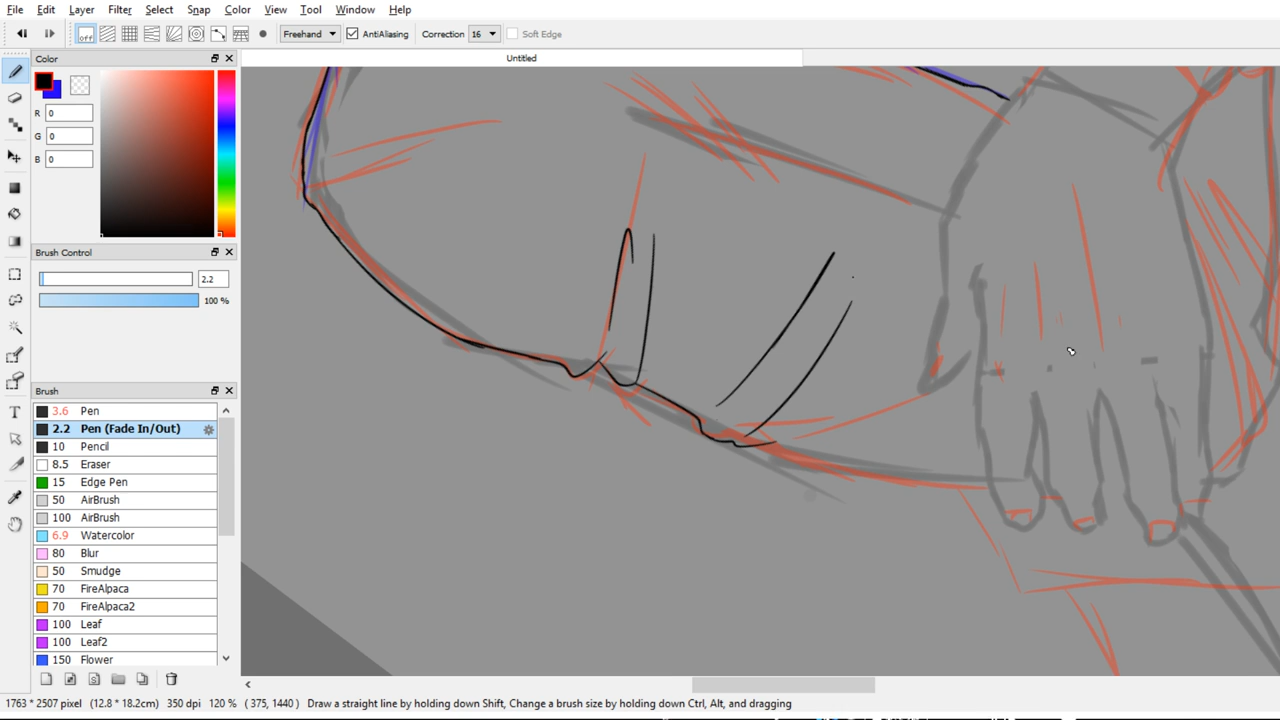 File Edit Layer Filter Select Snap Color View Tool Window Help
off Freehand AntiAliasing Correction 16 Soft Edge
Color
Untitled
R 0
G 0
B 0
Brush Control
2.2
100 %
Brush
3.6 Pen
2.2 Pen (Fade In/Out)
10 Pencil
8.5 Eraser
15 Edge Pen
50 AirBrush
100 AirBrush
6.9 Watercolor
80 Blur
50 Smudge
70 FireAlpaca
70 FireAlpaca2
100 Leaf
100 Leaf2
150 Flower
1763 * 2507 pixel (12.8 * 18.2cm) 350 dpi 120 % ( 375, 1440 ) Draw a straight line by holding down Shift, Change a brush size by holding down Ctrl, Alt, and dragging